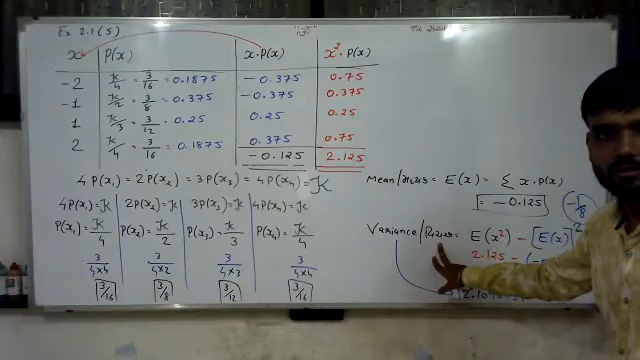 Ex 2.1 (5)
x P(x) x·P(x) x²·P(x)
-2 k/4 = 3/16 = 0.1875 -0.375 0.75
-1 k/2 = 3/8 = 0.375 -0.375 0.375
1 k/3 = 3/12 = 0.25 0.25 0.25
2 k/4 = 3/16 = 0.1875 0.375 0.75
-0.125 2.125
4P(x₁) = 2P(x₂) = 3P(x₃) = 4P(x₄) = K
4P(x₁)=K 2P(x₂)=K 3P(x₃)=K 4P(x₄)=K
P(x₁)=K/4 P(x₂)=K/2 P(x₃)=K/3 P(x₄)=K/4
3/4×4 3/4×2 3/4×3 3/4×4
3/16 3/8 3/12 3/16
Mean/મધ્યક = E(x) = Σ x·P(x)
= -0.125
-1/8
Variance/વિચરણ = E(x²) - [E(x)]²
2.125 - (-0